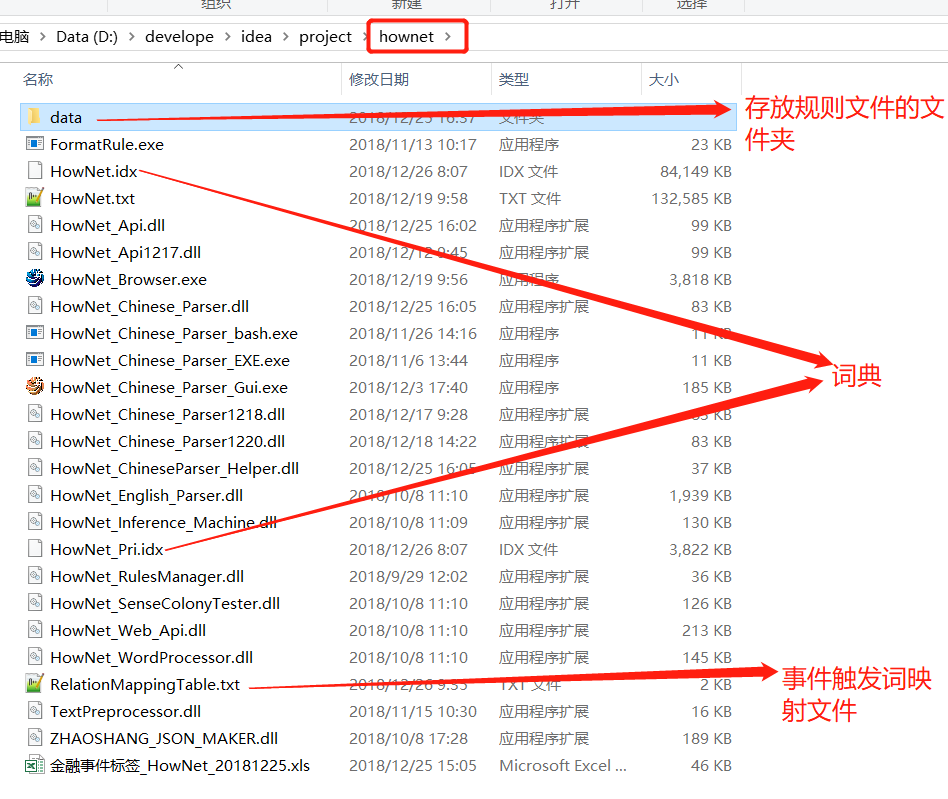 组织 新建 打开 选择
电脑 > Data (D:) > develope > idea > project > hownet >
名称 修改日期 类型 大小
data 2018/12/25 16:37 文件夹
存放规则文件的文
件夹
FormatRule.exe 2018/11/13 10:17 应用程序 23 KB
HowNet.idx 2018/12/26 8:07 IDX 文件 84,149 KB
HowNet.txt 2018/12/19 9:58 TXT 文件 132,585 KB
HowNet_Api.dll 2018/12/25 16:02 应用程序扩展 99 KB
HowNet_Api1217.dll 2018/12/12 9:45 应用程序扩展 99 KB
HowNet_Browser.exe 2018/12/19 9:56 应用程序 3,818 KB
HowNet_Chinese_Parser.dll 2018/12/25 16:05 应用程序扩展 83 KB
HowNet_Chinese_Parser_bash.exe 2018/11/26 14:16 应用程序 11 KB
HowNet_Chinese_Parser_EXE.exe 2018/11/6 13:44 应用程序 11 KB
词典
HowNet_Chinese_Parser_Gui.exe 2018/12/3 17:40 应用程序 185 KB
HowNet_Chinese_Parser1218.dll 2018/12/17 9:28 应用程序扩展 KB
HowNet_Chinese_Parser1220.dll 2018/12/18 14:22 应用程序扩展 83 KB
HowNet_ChineseParser_Helper.dll 2018/12/25 16:05 应用程序扩展 37 KB
HowNet_English_Parser.dll 2018/10/8 11:10 应用程序扩展 1,939 KB
HowNet_Inference_Machine.dll 2018/10/8 11:09 应用程序扩展 130 KB
HowNet_Pri.idx 2018/12/26 8:07 IDX 文件 3,822 KB
HowNet_RulesManager.dll 2018/9/29 12:02 应用程序扩展 36 KB
HowNet_SenseColonyTester.dll 2018/10/8 11:10 应用程序扩展 126 KB
HowNet_Web_Api.dll 2018/10/8 11:10 应用程序扩展 213 KB
HowNet_WordProcessor.dll 2018/10/8 11:10 应用程序扩展 145 KB
RelationMappingTable.txt 2018/12/26 9:35 TXT 文件 2 KB
事件触发词映
射文件
TextPreprocessor.dll 2018/11/15 10:30 应用程序扩展 16 KB
ZHAOSHANG_JSON_MAKER.dll 2018/10/8 17:28 应用程序扩展 189 KB
金融事件标签_HowNet_20181225.xls 2018/12/25 15:05 Microsoft Excel ... 46 KB